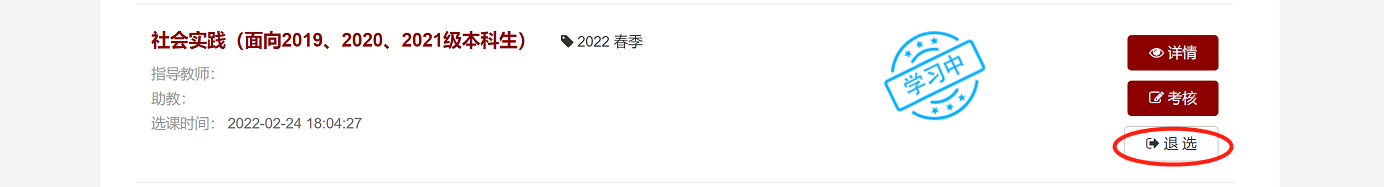 社会实践（面向2019、2020、2021级本科生） 2022 春季
指导教师：
助教：
选课时间： 2022-02-24 18:04:27
学习中
详情
考核
退 选